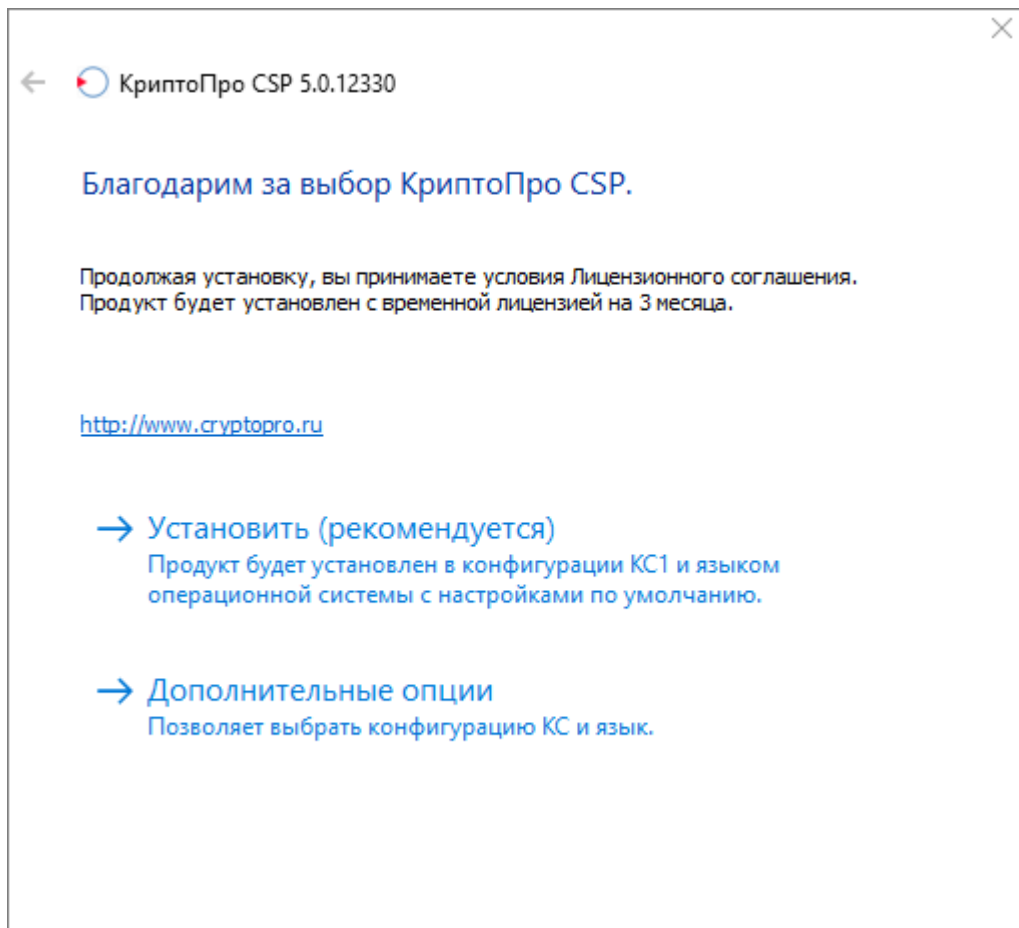 КриптоПро CSP 5.0.12330
Благодарим за выбор КриптоПро CSP.
Продолжая установку, вы принимаете условия Лицензионного соглашения.
Продукт будет установлен с временной лицензией на 3 месяца.
http://www.cryptopro.ru
Установить (рекомендуется)
Продукт будет установлен в конфигурации КС1 и языком
операционной системы с настройками по умолчанию.
Дополнительные опции
Позволяет выбрать конфигурацию КС и язык.